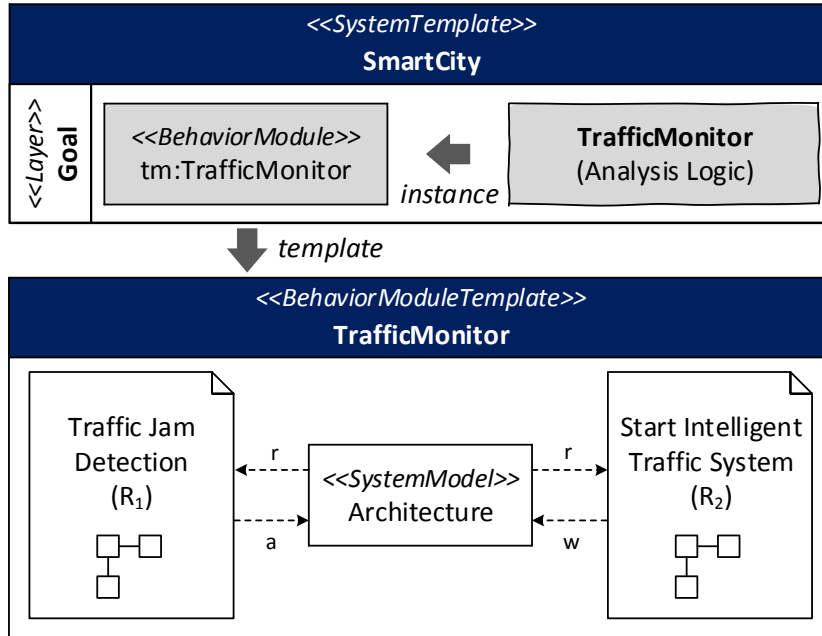 <<SystemTemplate>>
SmartCity
<<Layer>>
Goal
<<BehaviorModule>>
tm:TrafficMonitor
instance
TrafficMonitor
(Analysis Logic)
template
<<BehaviorModuleTemplate>>
TrafficMonitor
Traffic Jam
Detection
(R₁)
r
a
<<SystemModel>>
Architecture
r
w
Start Intelligent
Traffic System
(R₂)